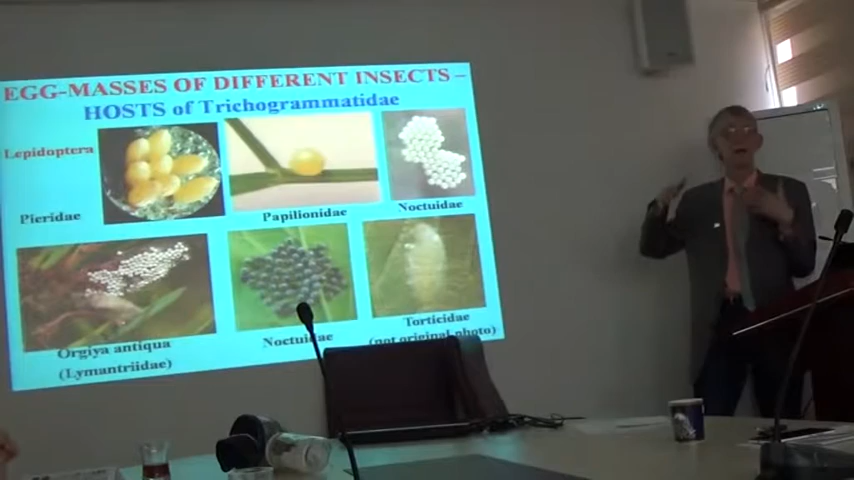 EGG-MASSES OF DIFFERENT INSECTS –
HOSTS of Trichogrammatidae
Lepidoptera
Pieridae
Papilionidae
Noctuidae
Orgiya antiqua
(Lymantriidae)
Noctuidae
Torticidae
(not original photo)